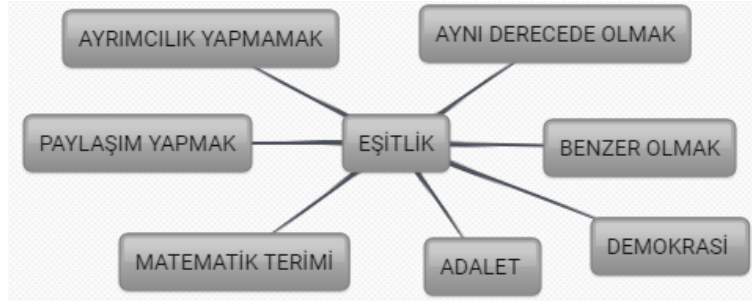 AYRIMCILIK YAPMAMAK
AYNI DERECEDE OLMAK
PAYLAŞIM YAPMAK
EŞİTLİK
BENZER OLMAK
MATEMATİK TERİMİ
ADALET
DEMOKRASİ